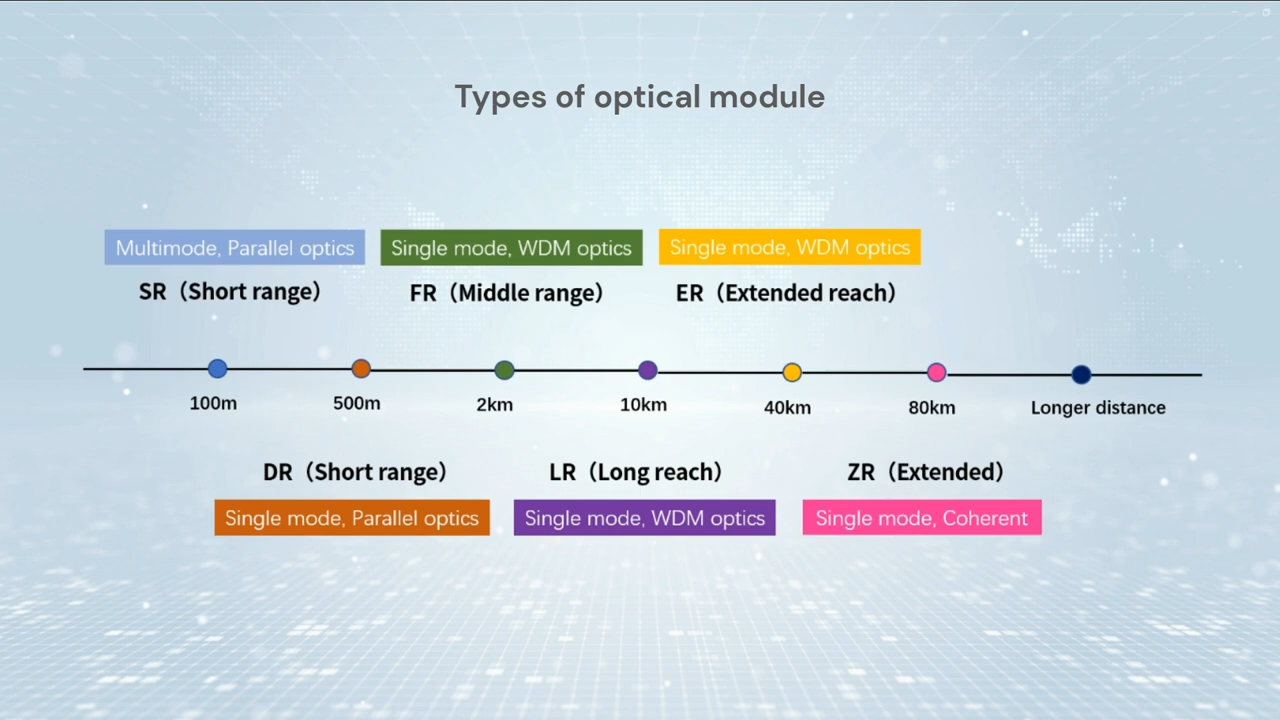 Types of optical module
Multimode, Parallel optics
Single mode, WDM optics
Single mode, WDM optics
SR（Short range）
FR（Middle range）
ER（Extended reach）
100m
500m
2km
10km
40km
80km
Longer distance
DR（Short range）
LR（Long reach）
ZR（Extended）
Single mode, Parallel optics
Single mode, WDM optics
Single mode, Coherent